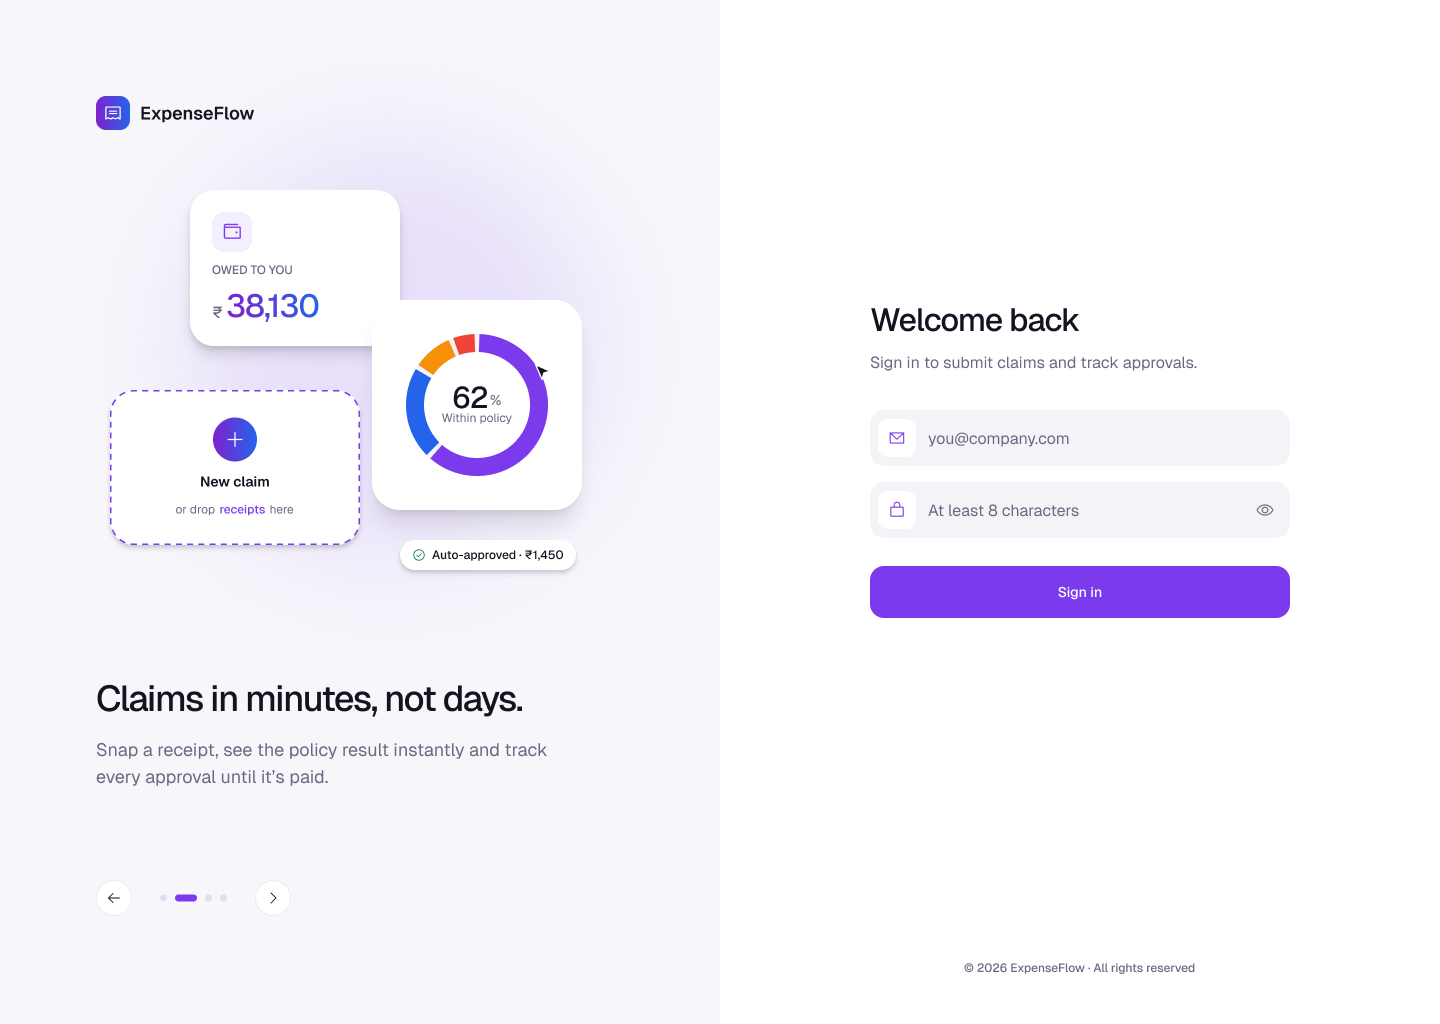 ExpenseFlow
OWED TO YOU
₹ 38,130
62 %
Within policy
New claim
or drop receipts here
Auto-approved · ₹1,450
Claims in minutes, not days.
Snap a receipt, see the policy result instantly and track
every approval until it’s paid.
Welcome back
Sign in to submit claims and track approvals.
you@company.com
At least 8 characters
Sign in
© 2026 ExpenseFlow · All rights reserved